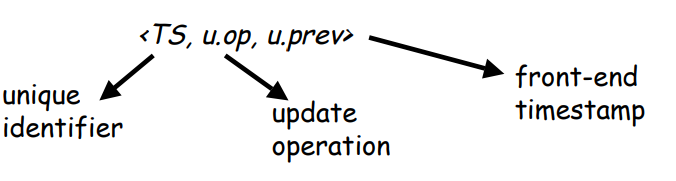 <TS, u.op, u.prev>
unique
identifier
update
operation
front-end
timestamp